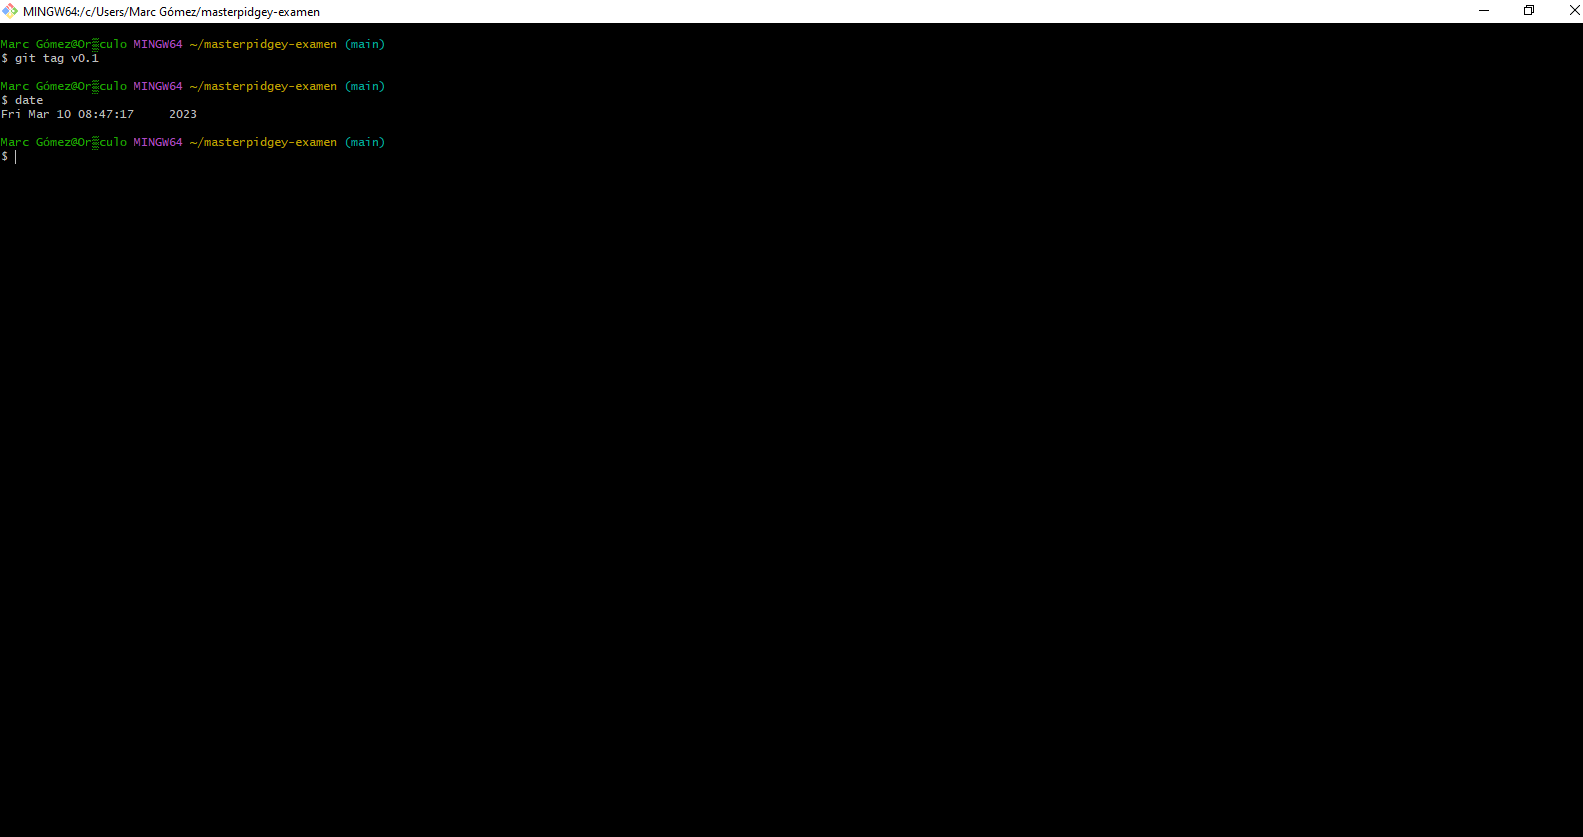 MINGW64:/c/Users/Marc Gómez/masterpidgey-examen
Marc Gómez@Or▒culo MINGW64 ~/masterpidgey-examen (main)
$ git tag v0.1
Marc Gómez@Or▒culo MINGW64 ~/masterpidgey-examen (main)
$ date
Fri Mar 10 08:47:17     2023
Marc Gómez@Or▒culo MINGW64 ~/masterpidgey-examen (main)
$